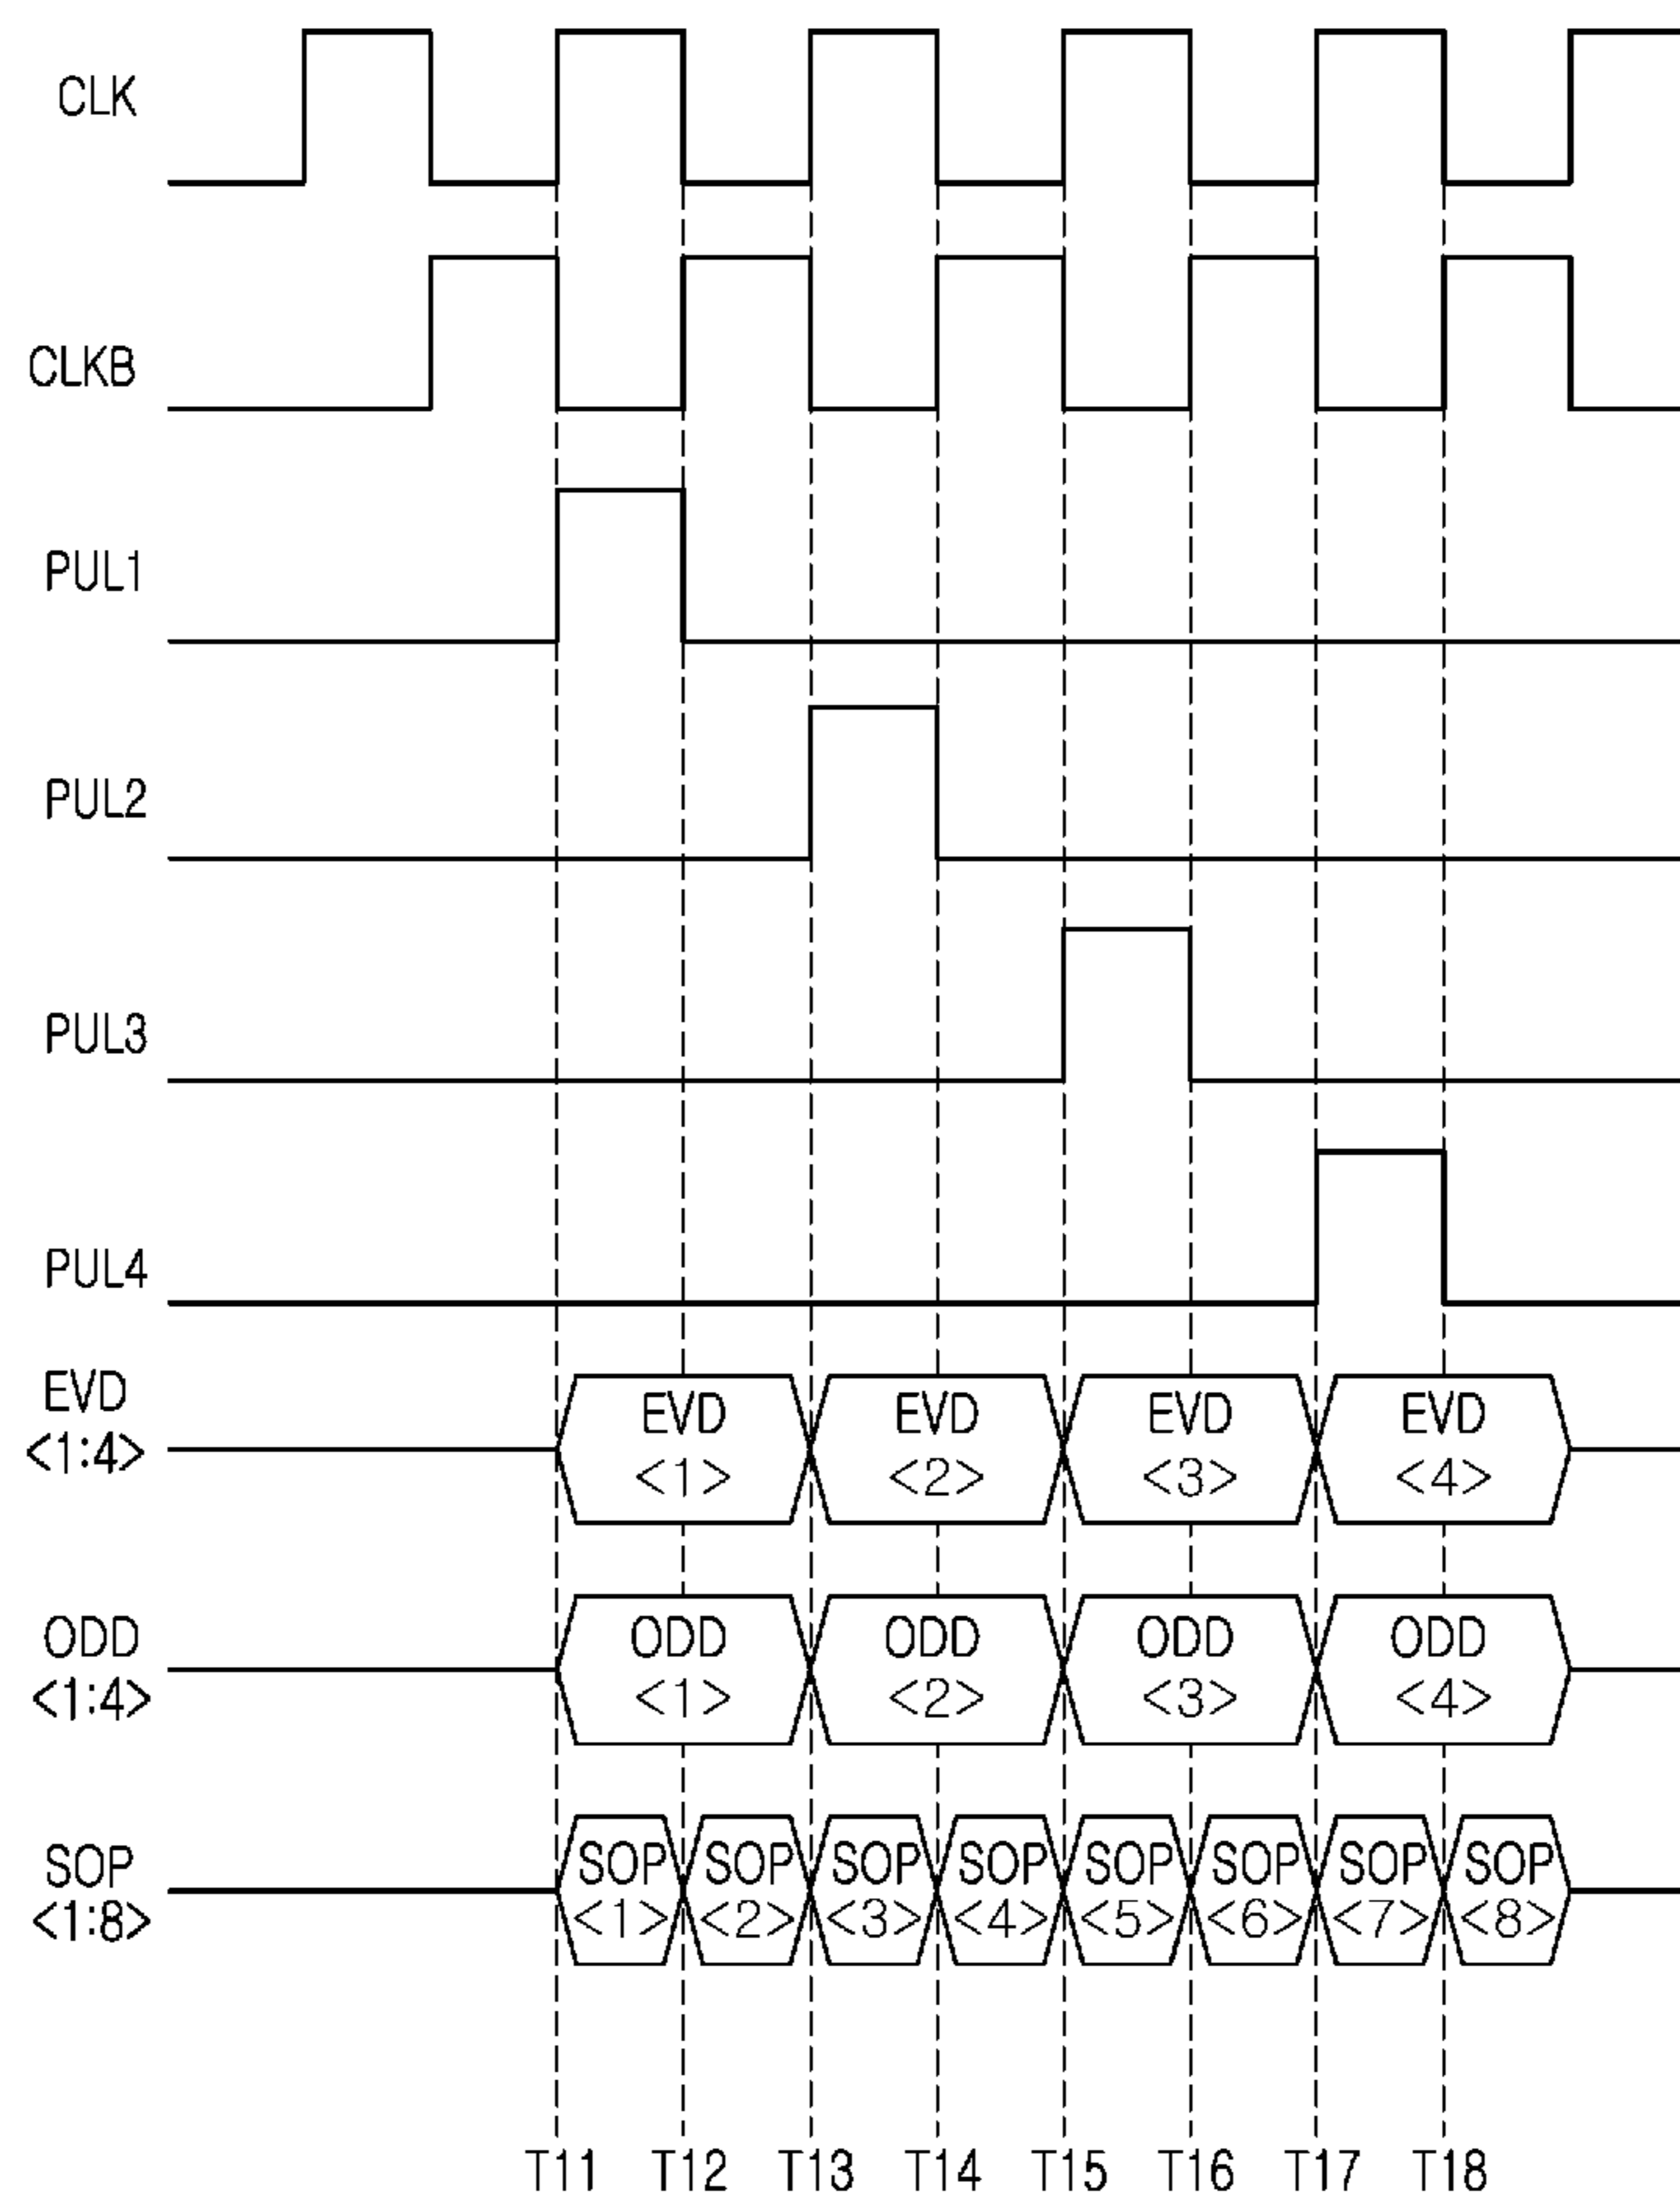 CLK
CLKB
PUL1
PUL2
PUL3
PUL4
EVD
<1:4>
EVD EVD EVD EVD
<1> <2> <3> <4>
ODD
<1:4>
ODD ODD ODD ODD
<1> <2> <3> <4>
SOP
<1:8>
SOP SOP SOP SOP SOP SOP SOP SOP
<1> <2> <3> <4> <5> <6> <7> <8>
T11 T12 T13 T14 T15 T16 T17 T18